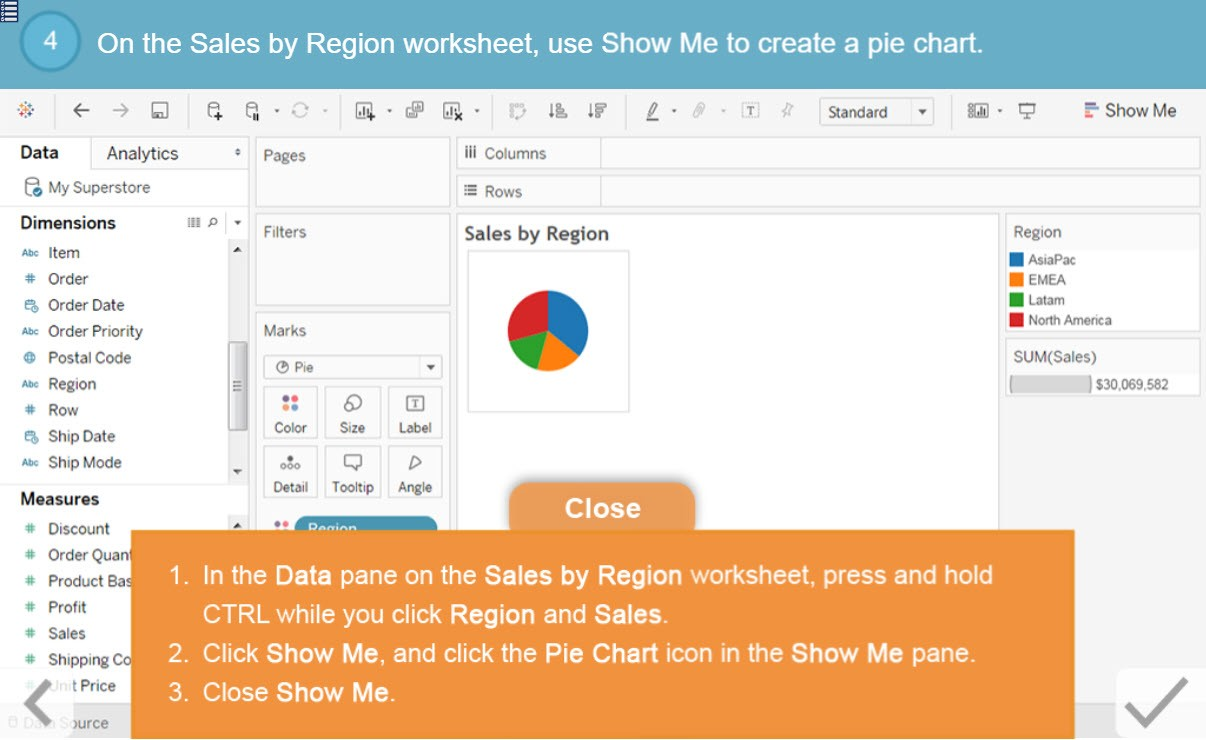 4
On the Sales by Region worksheet, use Show Me to create a pie chart.
Standard
Show Me
Data
Analytics
My Superstore
Dimensions
Abc Item
# Order
Order Date
Abc Order Priority
Postal Code
Abc Region
# Row
Ship Date
Abc Ship Mode
Measures
# Discount
# Order Quant
# Product Bas
# Profit
# Sales
# Shipping Co
# Unit Price
Data Source
Pages
Filters
Marks
Pie
Color Size Label
Detail Tooltip Angle
Region
Columns
Rows
Sales by Region
Region
AsiaPac
EMEA
Latam
North America
SUM(Sales)
$30,069,582
Close
1. In the Data pane on the Sales by Region worksheet, press and hold
CTRL while you click Region and Sales.
2. Click Show Me, and click the Pie Chart icon in the Show Me pane.
3. Close Show Me.